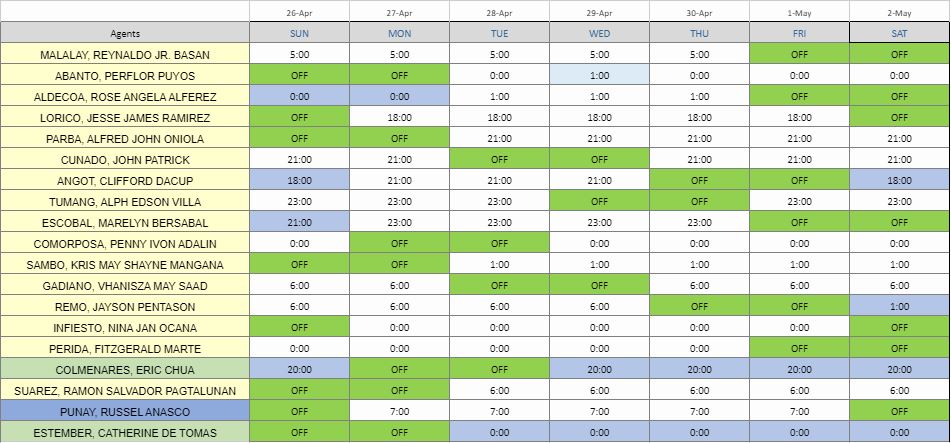 26-Apr 27-Apr 28-Apr 29-Apr 30-Apr 1-May 2-May
Agents SUN MON TUE WED THU FRI SAT
MALALAY, REYNALDO JR. BASAN 5:00 5:00 5:00 5:00 5:00 OFF OFF
ABANTO, PERFLOR PUYOS OFF OFF 0:00 1:00 0:00 0:00 0:00
ALDECOA, ROSE ANGELA ALFEREZ 0:00 0:00 1:00 1:00 1:00 OFF OFF
LORICO, JESSE JAMES RAMIREZ OFF 18:00 18:00 18:00 18:00 18:00 OFF
PARBA, ALFRED JOHN ONIOLA OFF OFF 21:00 21:00 21:00 21:00 21:00
CUNADO, JOHN PATRICK 21:00 21:00 OFF OFF 21:00 21:00 21:00
ANGOT, CLIFFORD DACUP 18:00 21:00 21:00 21:00 OFF OFF 18:00
TUMANG, ALPH EDSON VILLA 23:00 23:00 23:00 OFF OFF 23:00 23:00
ESCOBAL, MARELYN BERSABAL 21:00 23:00 23:00 23:00 23:00 OFF OFF
COMORPOSA, PENNY IVON ADALIN 0:00 OFF OFF 0:00 0:00 0:00 0:00
SAMBO, KRIS MAY SHAYNE MANGANA OFF OFF 1:00 1:00 1:00 1:00 1:00
GADIANO, VHANISZA MAY SAAD 6:00 6:00 OFF OFF 6:00 6:00 6:00
REMO, JAYSON PENTASON 6:00 6:00 6:00 6:00 OFF OFF 1:00
INFIESTO, NINA JAN OCANA OFF 0:00 0:00 0:00 0:00 0:00 OFF
PERIDA, FITZGERALD MARTE 0:00 0:00 0:00 0:00 0:00 OFF OFF
COLMENARES, ERIC CHUA 20:00 OFF OFF 20:00 20:00 20:00 20:00
SUAREZ, RAMON SALVADOR PAGTALUNAN OFF OFF 6:00 6:00 6:00 6:00 6:00
PUNAY, RUSSEL ANASCO OFF 7:00 7:00 7:00 7:00 7:00 OFF
ESTEMBER, CATHERINE DE TOMAS OFF OFF 0:00 0:00 0:00 0:00 0:00